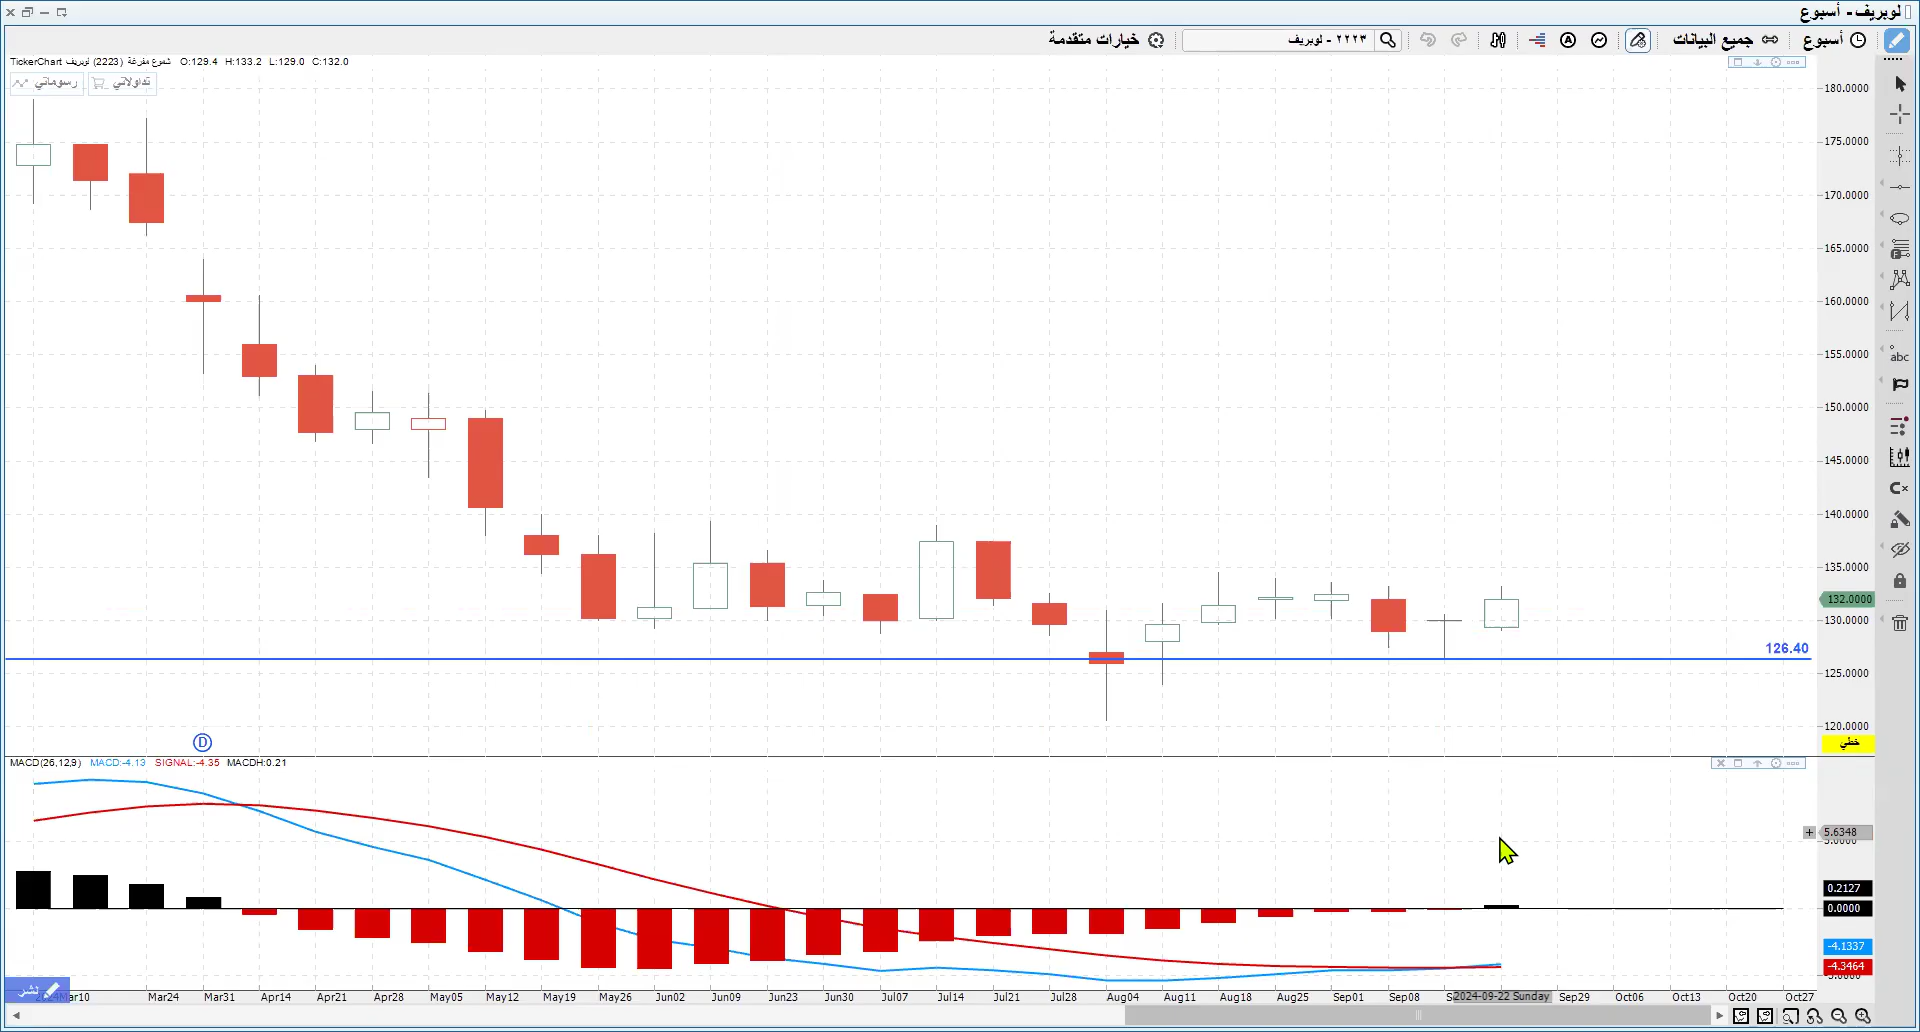 لوبريف - أسبوع
أسبوع جميع البيانات ٢٢٢٣ - لوبريف خيارات متقدمة
TickerChart لوبريف (2223) شموع مفرغة O:129.4 H:133.2 L:129.0 C:132.0
رسوماتي تداولاتي
180.0000
175.0000
170.0000
165.0000
160.0000
155.0000
150.0000
145.0000
140.0000
135.0000
132.0000
130.0000
126.40
125.0000
120.0000
D
خطي
abc
MACD(26,12,9) MACD:-4.13 SIGNAL:-4.35 MACDH:0.21
5.6348
5.0000
0.2127
0.0000
-4.1337
-4.3464
نشر
2024Mar10 Mar24 Mar31 Apr14 Apr21 Apr28 May05 May12 May19 May26 Jun02 Jun09 Jun23 Jun30 Jul07 Jul14 Jul21 Jul28 Aug04 Aug11 Aug18 Aug25 Sep01 Sep08 2024-09-22 Sunday Sep29 Oct06 Oct13 Oct20 Oct27